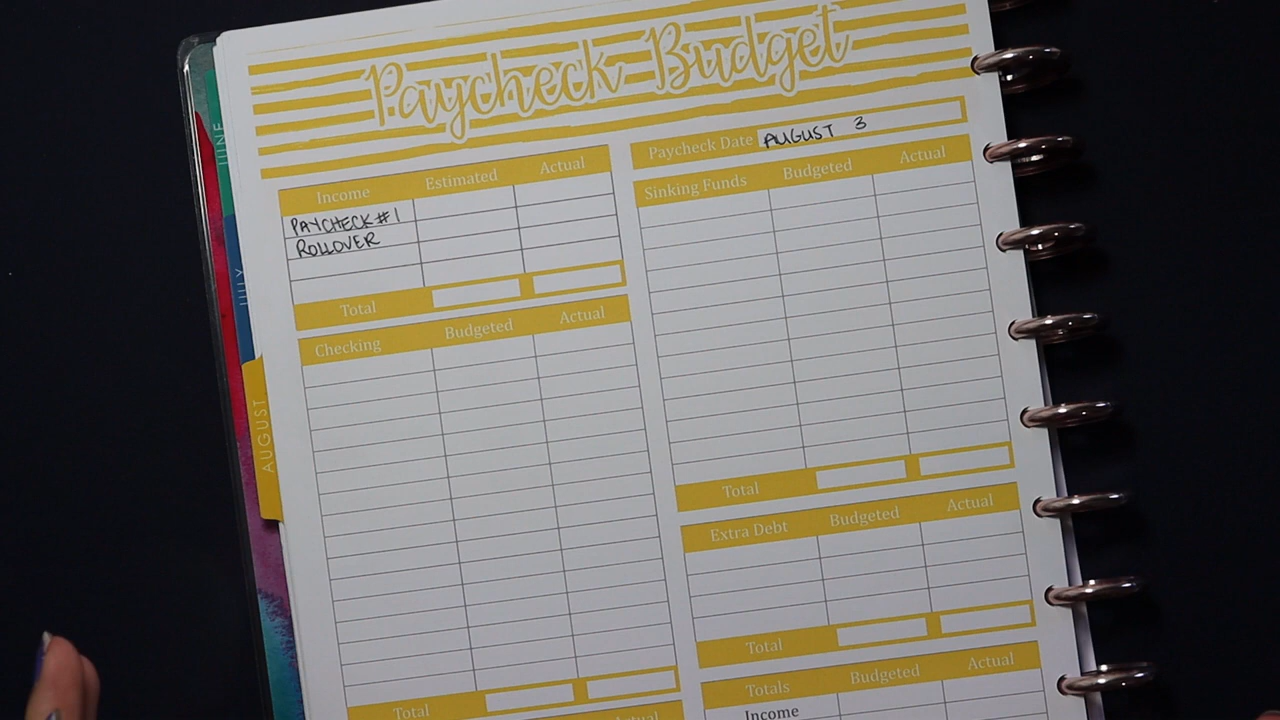 Paycheck Budget
JUNE
JULY
AUGUST
Income Estimated Actual
PAYCHECK #1
ROLLOVER
Total
Checking Budgeted Actual
Total
Actual
Paycheck Date AUGUST 3
Sinking Funds Budgeted Actual
Total
Extra Debt Budgeted Actual
Total
Totals Budgeted Actual
Income